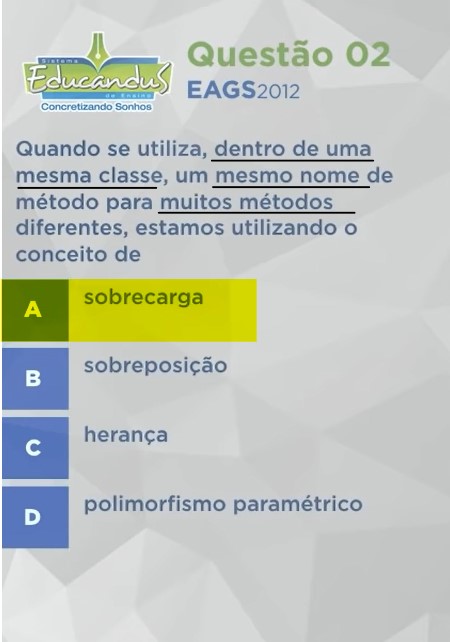 Sistema
Educandus
de Ensino
Concretizando Sonhos
Questão 02
EAGS2012
Quando se utiliza, dentro de uma
mesma classe, um mesmo nome de
método para muitos métodos
diferentes, estamos utilizando o
conceito de
A sobrecarga
B sobreposição
C herança
D polimorfismo paramétrico